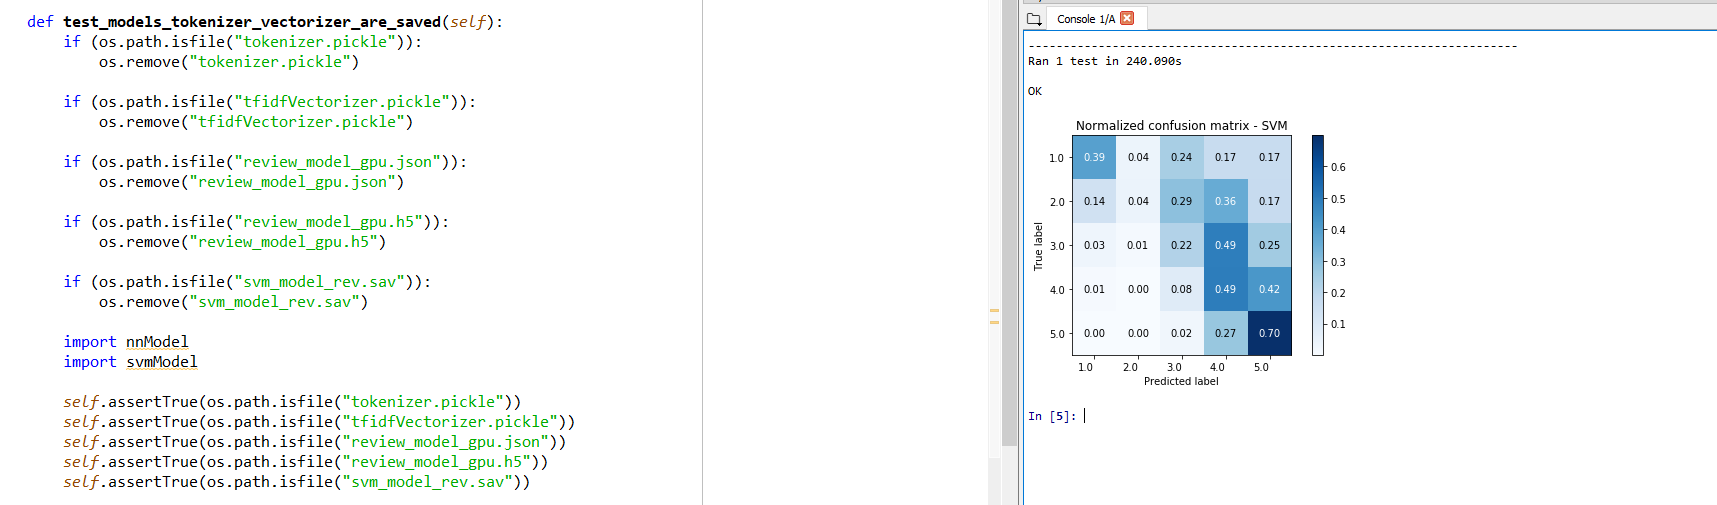 def test_models_tokenizer_vectorizer_are_saved(self):
if (os.path.isfile("tokenizer.pickle")):
os.remove("tokenizer.pickle")
if (os.path.isfile("tfidfVectorizer.pickle")):
os.remove("tfidfVectorizer.pickle")
if (os.path.isfile("review_model_gpu.json")):
os.remove("review_model_gpu.json")
if (os.path.isfile("review_model_gpu.h5")):
os.remove("review_model_gpu.h5")
if (os.path.isfile("svm_model_rev.sav")):
os.remove("svm_model_rev.sav")
import nnModel
import svmModel
self.assertTrue(os.path.isfile("tokenizer.pickle"))
self.assertTrue(os.path.isfile("tfidfVectorizer.pickle"))
self.assertTrue(os.path.isfile("review_model_gpu.json"))
self.assertTrue(os.path.isfile("review_model_gpu.h5"))
self.assertTrue(os.path.isfile("svm_model_rev.sav"))
Console 1/A
----------------------------------------------------------------------
Ran 1 test in 240.090s
OK
Normalized confusion matrix - SVM
1.0 0.39 0.04 0.24 0.17 0.17
2.0 0.14 0.04 0.29 0.36 0.17
3.0 0.03 0.01 0.22 0.49 0.25
4.0 0.01 0.00 0.08 0.49 0.42
5.0 0.00 0.00 0.02 0.27 0.70
1.0 2.0 3.0 4.0 5.0
True label
Predicted label
0.6
0.5
0.4
0.3
0.2
0.1
In [5]: